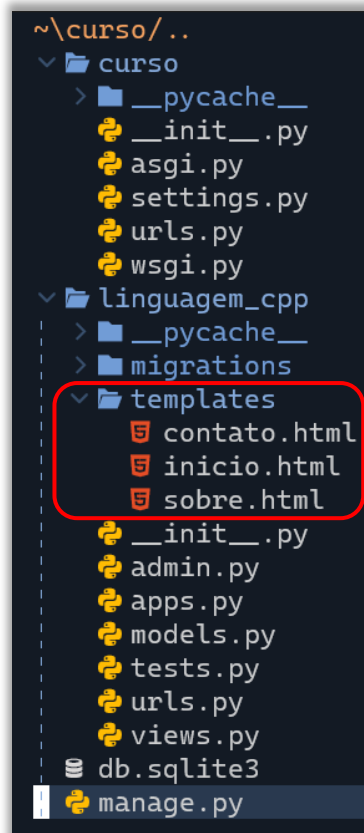 ~\curso/..
curso
__pycache__
__init__.py
asgi.py
settings.py
urls.py
wsgi.py
linguagem_cpp
__pycache__
migrations
templates
contato.html
inicio.html
sobre.html
__init__.py
admin.py
apps.py
models.py
tests.py
urls.py
views.py
db.sqlite3
manage.py